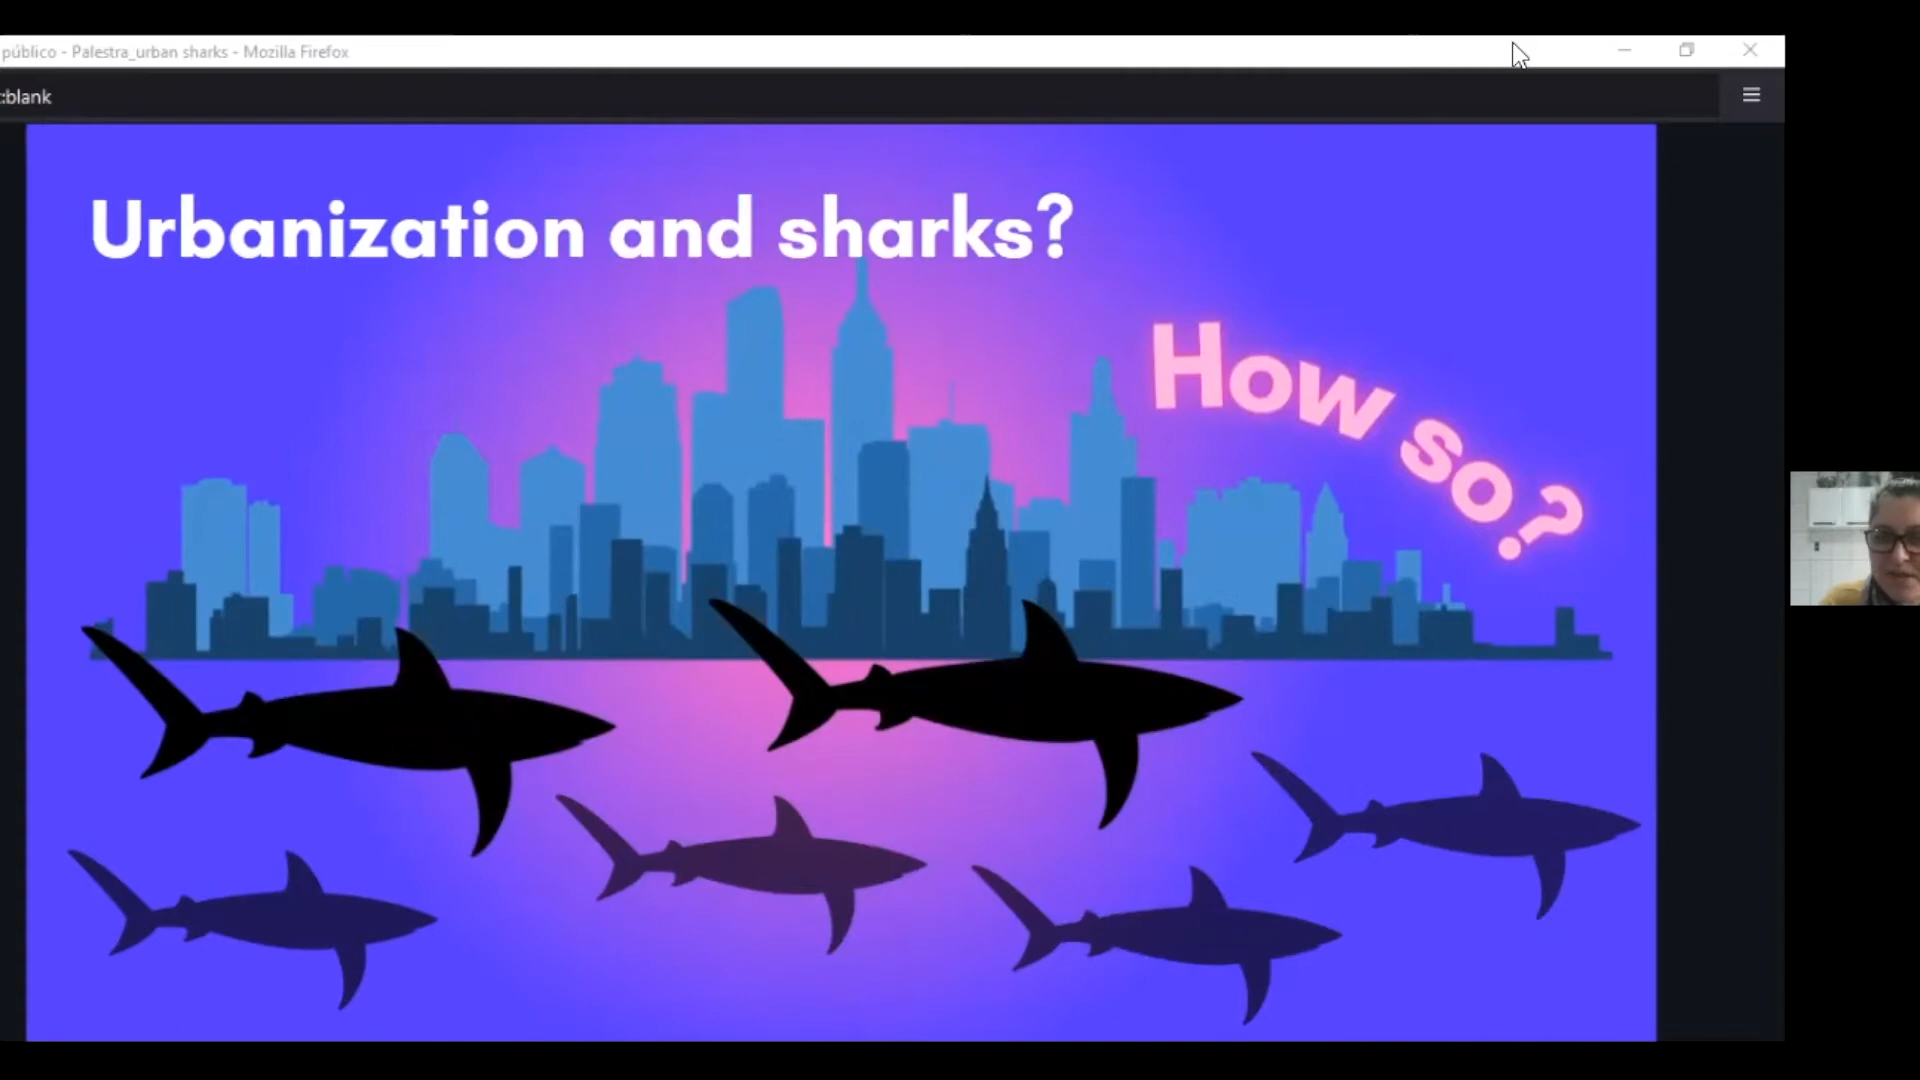 público - Palestra_urban sharks - Mozilla Firefox
:blank
Urbanization and sharks?
How so?